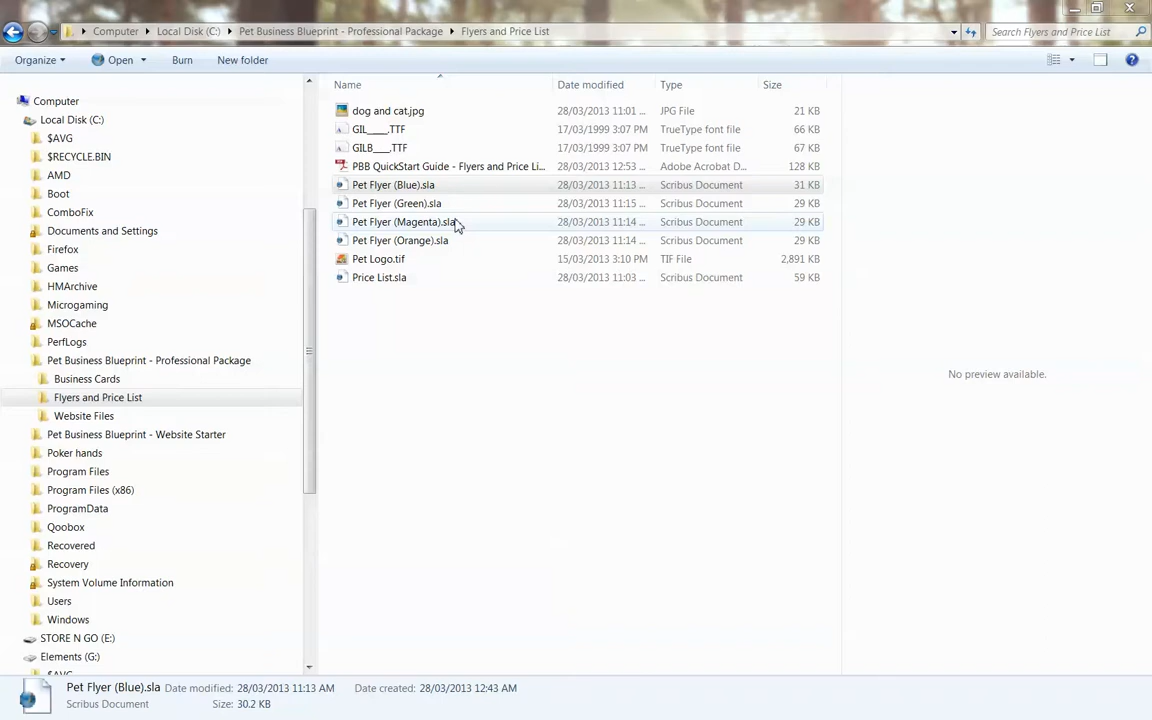 Computer Local Disk (C:) Pet Business Blueprint - Professional Package Flyers and Price List Search Flyers and Price List
Organize Open Burn New folder
Name Date modified Type Size
Computer
Local Disk (C:)
$AVG
$RECYCLE.BIN
AMD
Boot
ComboFix
Documents and Settings
Firefox
Games
HMArchive
Microgaming
MSOCache
PerfLogs
Pet Business Blueprint - Professional Package
Business Cards
Flyers and Price List
Website Files
Pet Business Blueprint - Website Starter
Poker hands
Program Files
Program Files (x86)
ProgramData
Qoobox
Recovered
Recovery
System Volume Information
Users
Windows
STORE N GO (E:)
Elements (G:)
$AVG
dog and cat.jpg 28/03/2013 11:01 ... JPG File 21 KB
GIL____.TTF 17/03/1999 3:07 PM TrueType font file 66 KB
GILB___.TTF 17/03/1999 3:07 PM TrueType font file 67 KB
PBB QuickStart Guide - Flyers and Price Li... 28/03/2013 12:53 ... Adobe Acrobat D... 128 KB
Pet Flyer (Blue).sla 28/03/2013 11:13 ... Scribus Document 31 KB
Pet Flyer (Green).sla 28/03/2013 11:15 ... Scribus Document 29 KB
Pet Flyer (Magenta).sla 28/03/2013 11:14 ... Scribus Document 29 KB
Pet Flyer (Orange).sla 28/03/2013 11:14 ... Scribus Document 29 KB
Pet Logo.tif 15/03/2013 3:10 PM TIF File 2,891 KB
Price List.sla 28/03/2013 11:03 ... Scribus Document 59 KB
No preview available.
Pet Flyer (Blue).sla Date modified: 28/03/2013 11:13 AM Date created: 28/03/2013 12:43 AM
Scribus Document Size: 30.2 KB